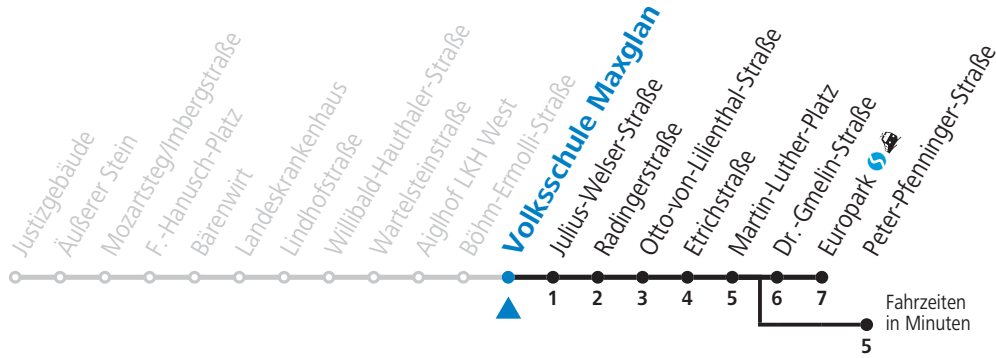 Justizgebäude
Äußerer Stein
Mozartsteg/Imbergstraße
F.-Hanusch-Platz
Bärenwirt
Landeskrankenhaus
Lindhofstraße
Willibald-Hauthaler-Straße
Wartelsteinstraße
Aiglhof LKH West
Böhm-Ermolli-Straße
Volksschule Maxglan
Julius-Welser-Straße
Radingerstraße
Otto-von-Lilienthal-Straße
Etrichstraße
Martin-Luther-Platz
Dr.-Gmelin-Straße
Europark
Peter-Pfenninger-Straße
1 2 3 4 5 6 7
Fahrzeiten
in Minuten
5